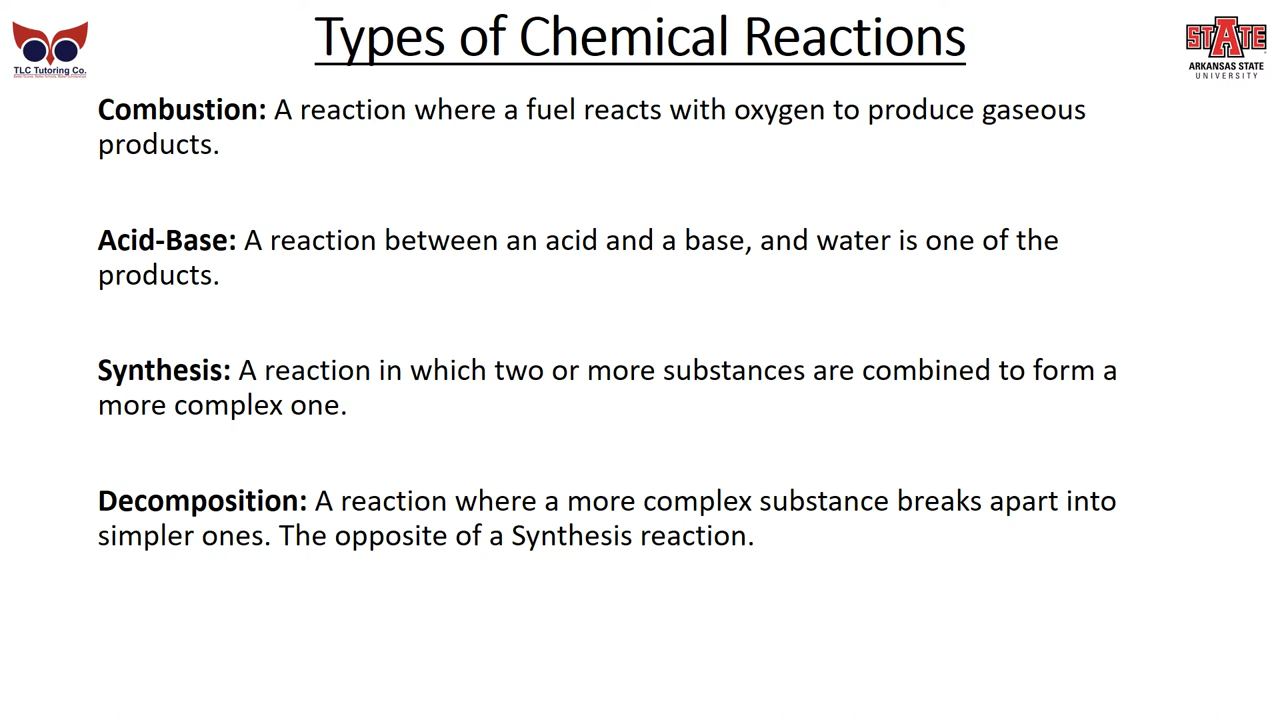 Types of Chemical Reactions
TLC Tutoring Co.
STATE
ARKANSAS STATE
UNIVERSITY
Combustion: A reaction where a fuel reacts with oxygen to produce gaseous
products.
Acid-Base: A reaction between an acid and a base, and water is one of the
products.
Synthesis: A reaction in which two or more substances are combined to form a
more complex one.
Decomposition: A reaction where a more complex substance breaks apart into
simpler ones. The opposite of a Synthesis reaction.